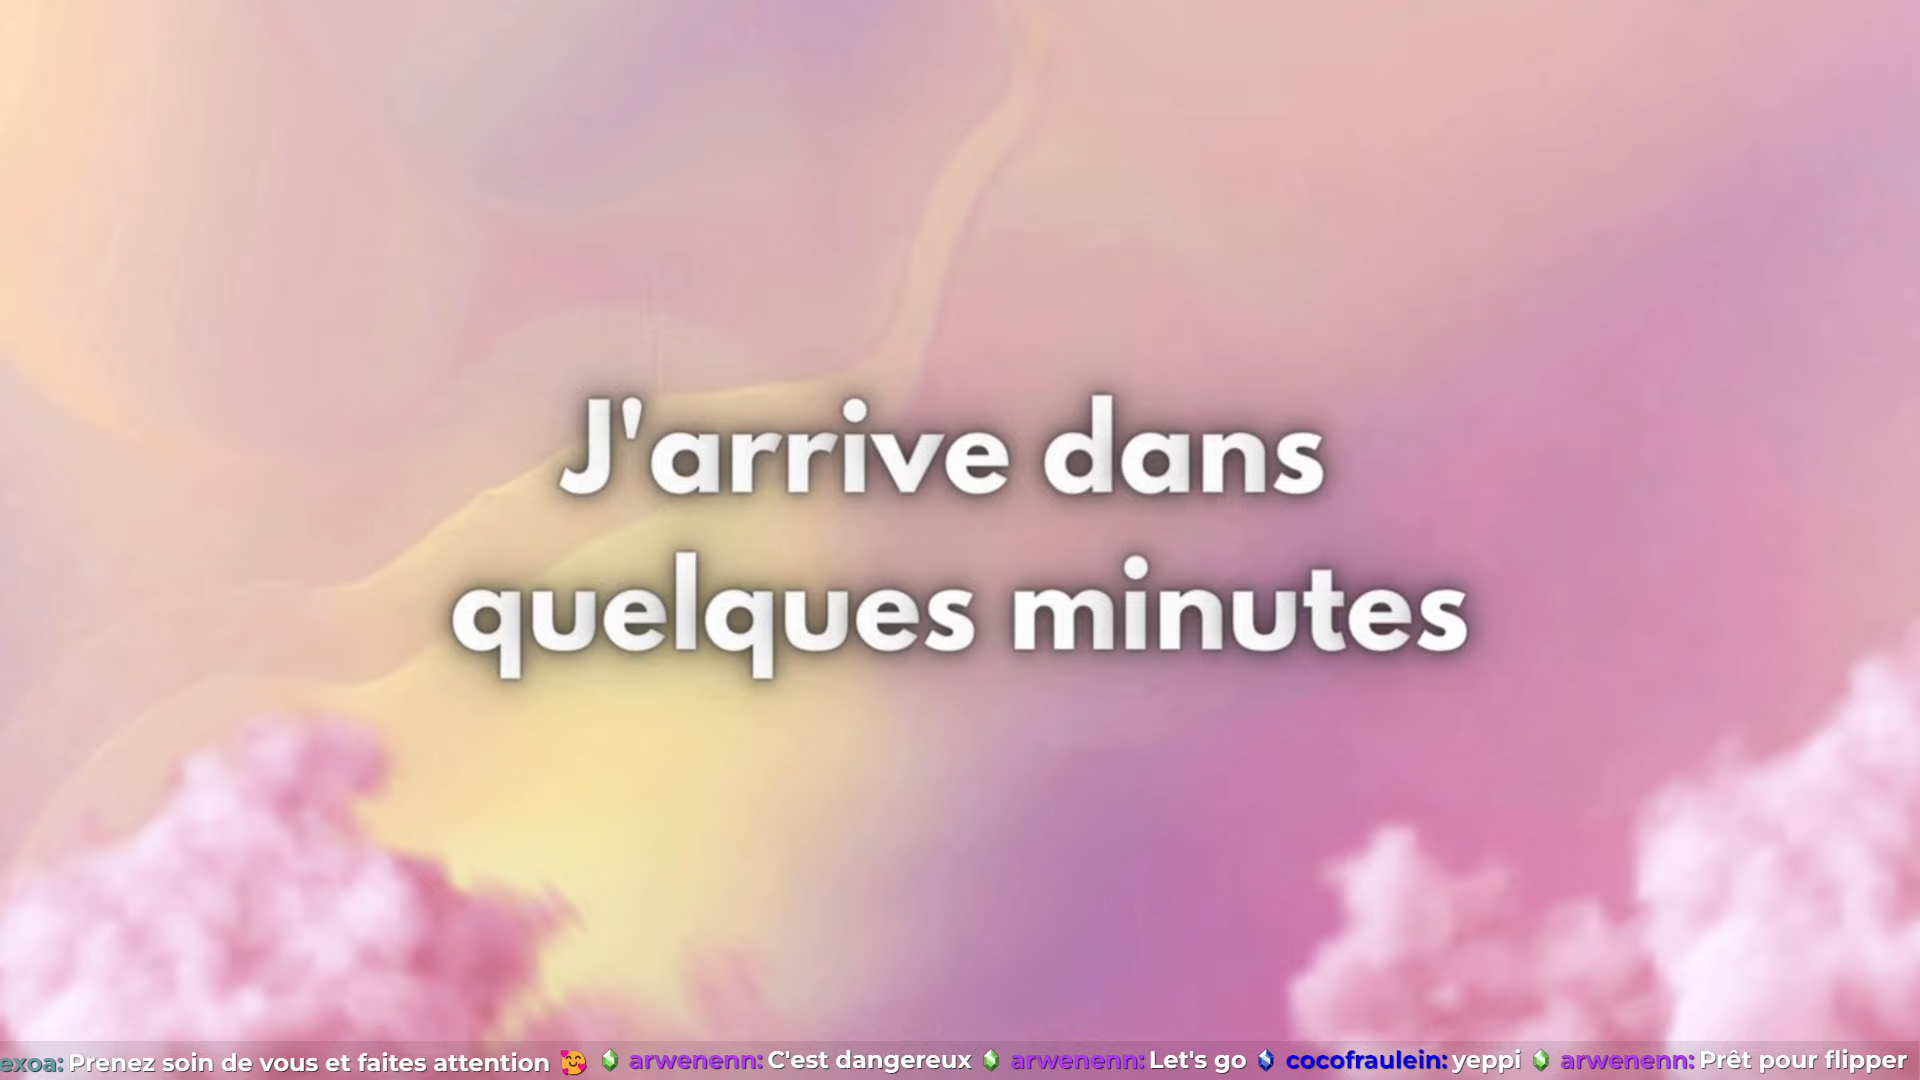 J'arrive dans
quelques minutes
exoa: Prenez soin de vous et faites attention 🥰 arwenenn: C'est dangereux arwenenn: Let's go cocofraulein: yeppi arwenenn: Prêt pour flipper